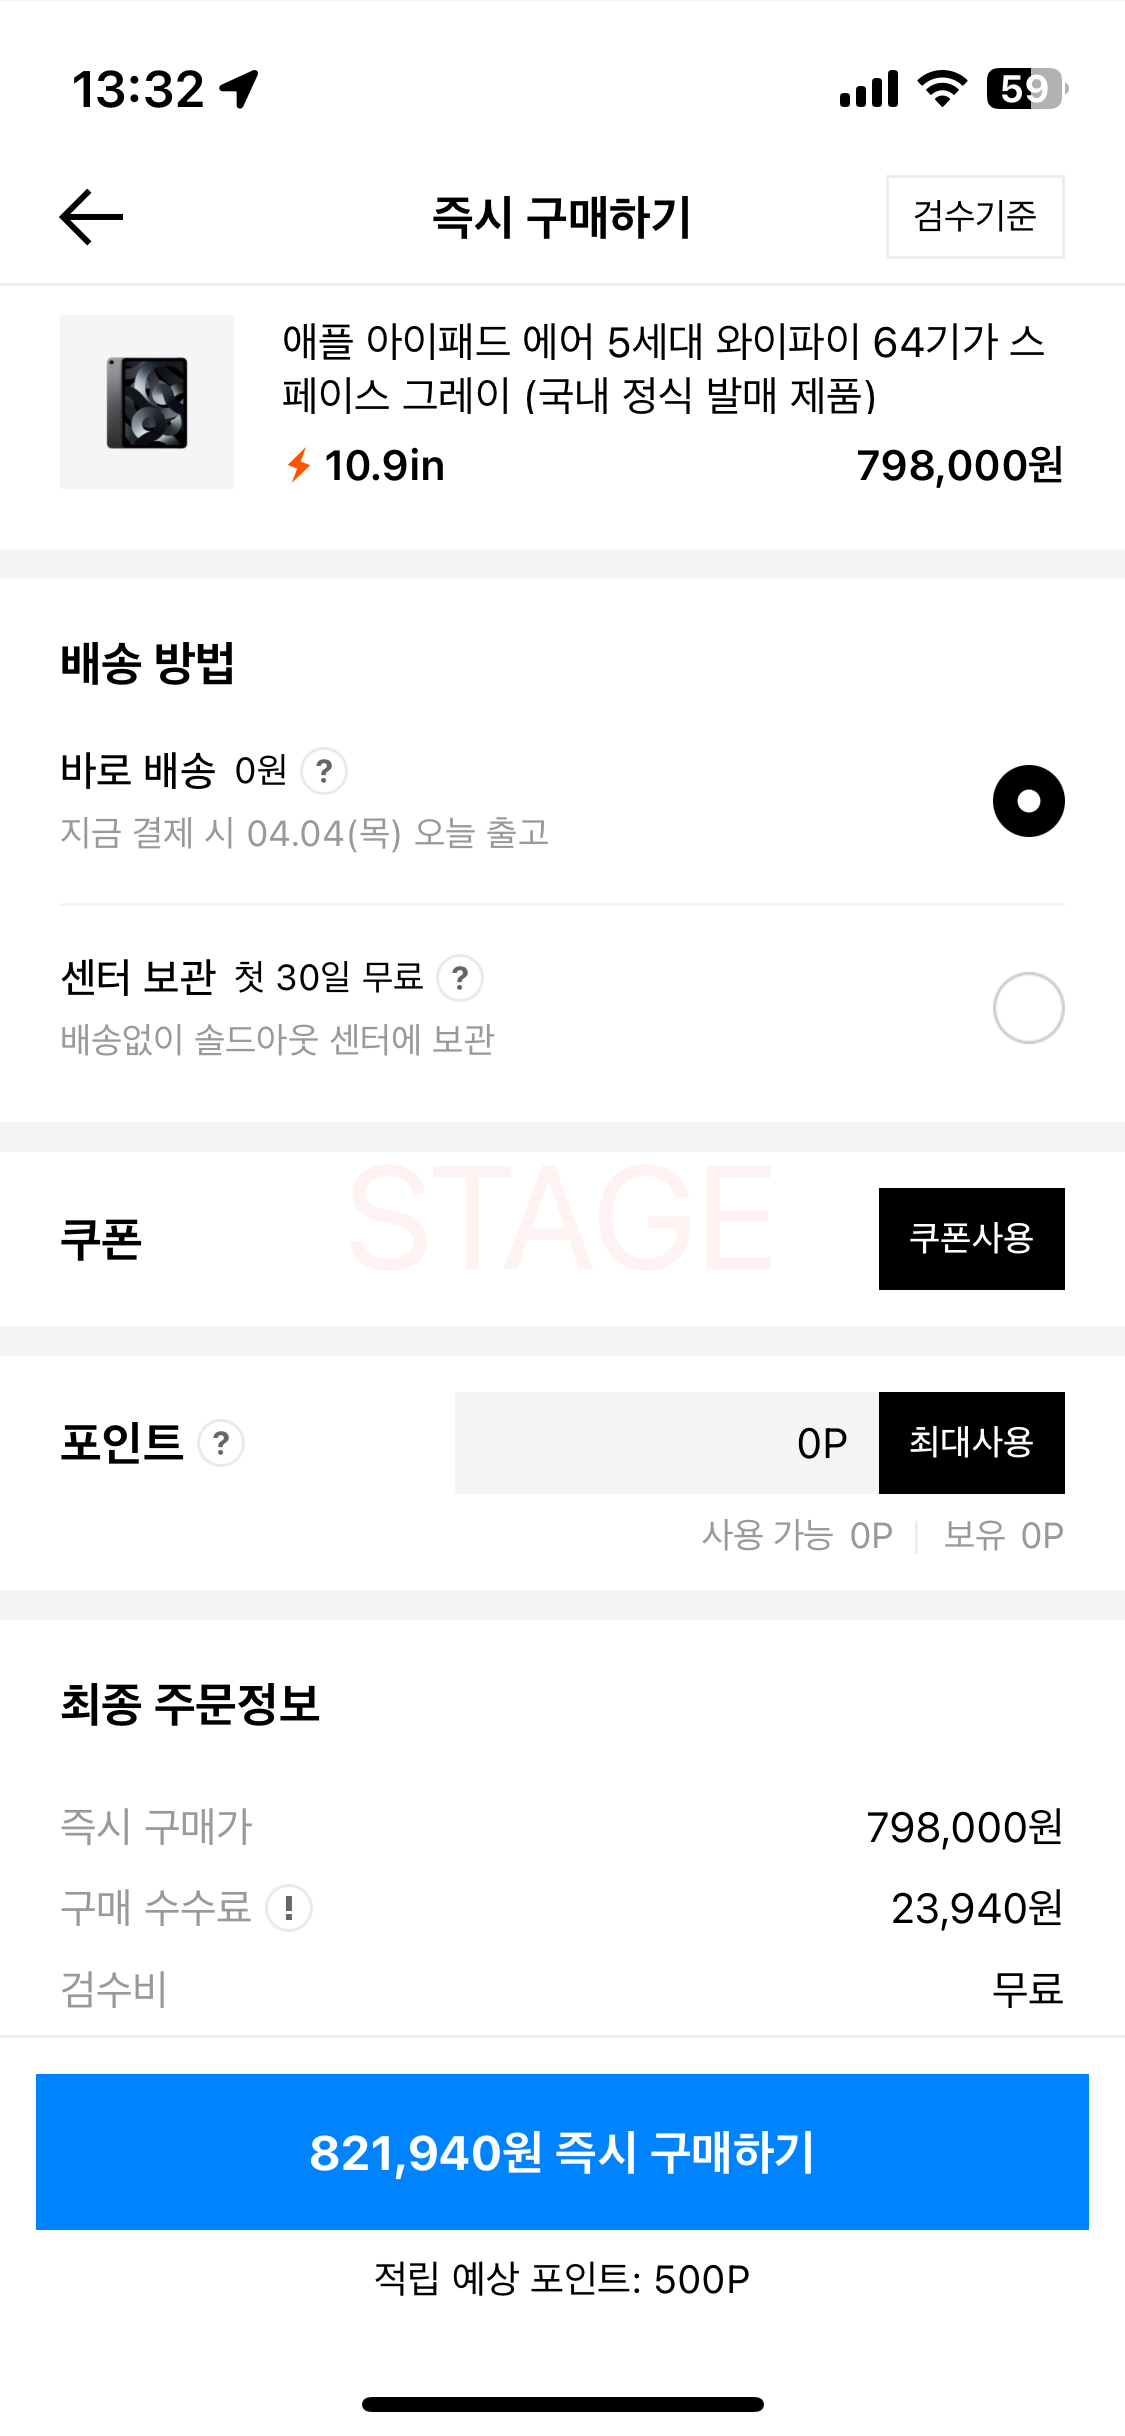 13:32
59
즉시 구매하기
검수기준
애플 아이패드 에어 5세대 와이파이 64기가 스
페이스 그레이 (국내 정식 발매 제품)
10.9in
798,000원
배송 방법
바로 배송 0원 ?
지금 결제 시 04.04(목) 오늘 출고
센터 보관 첫 30일 무료 ?
배송없이 솔드아웃 센터에 보관
STAGE
쿠폰
쿠폰사용
포인트 ?
0P
최대사용
사용 가능 0P | 보유 0P
최종 주문정보
즉시 구매가 798,000원
구매 수수료 ! 23,940원
검수비 무료
821,940원 즉시 구매하기
적립 예상 포인트: 500P